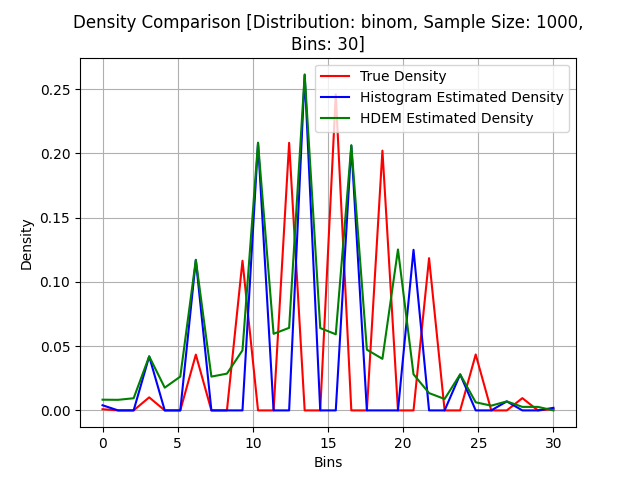 Density Comparison [Distribution: binom, Sample Size: 1000,
Bins: 30]
True Density
Histogram Estimated Density
HDEM Estimated Density
Density
0.25
0.20
0.15
0.10
0.05
0.00
0 5 10 15 20 25 30
Bins